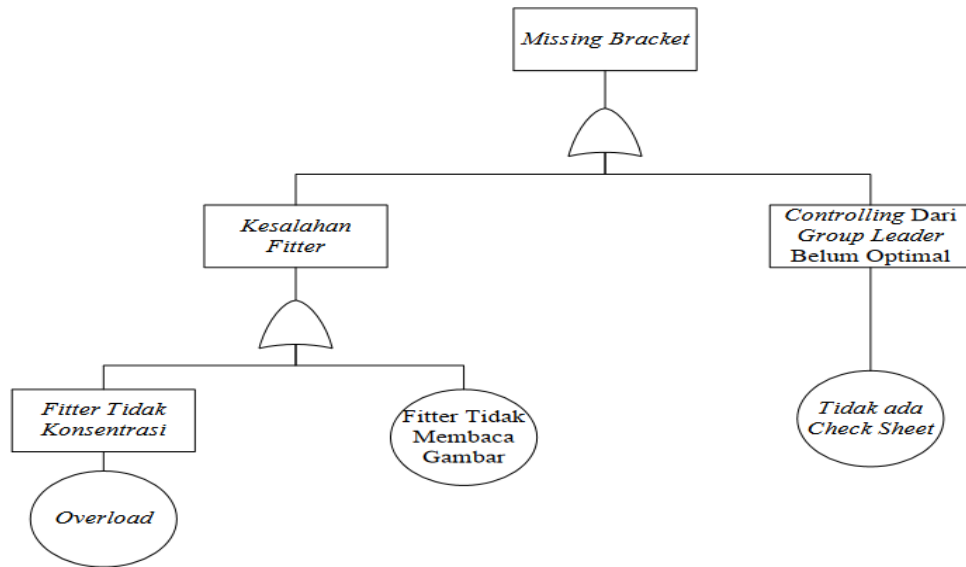 Missing Bracket
Kesalahan
Fitter
Controlling Dari
Group Leader
Belum Optimal
Fitter Tidak
Konsentrasi
Fitter Tidak
Membaca
Gambar
Tidak ada
Check Sheet
Overload